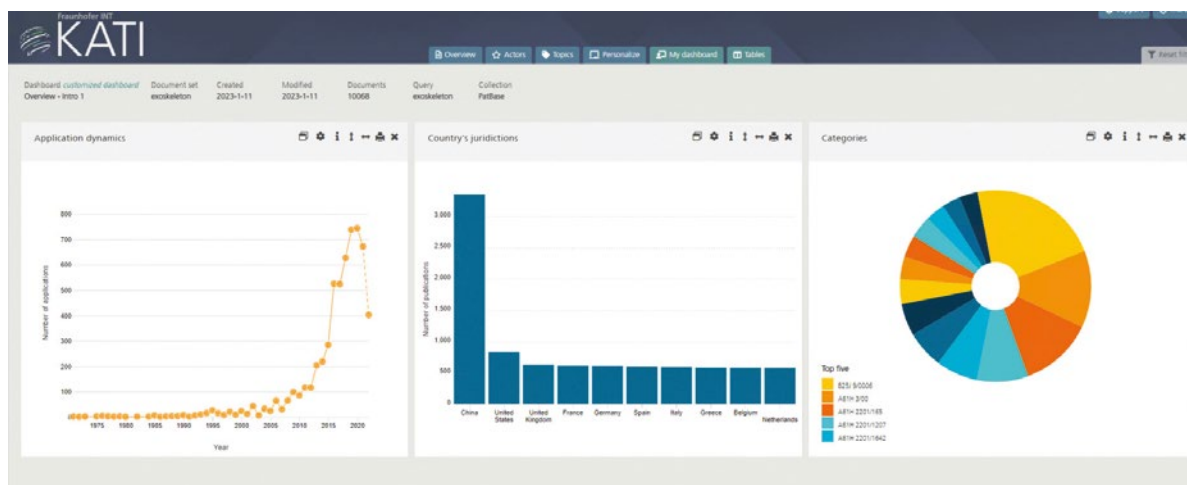 Fraunhofer INT
KATI
Overview
Actors
Topics
Personalize
My dashboard
Tables
Dashboard customized dashboard
Overview - Intro 1
Document set
exoskeleton
Created
2023-1-11
Modified
2023-1-11
Documents
10068
Query
exoskeleton
Collection
PatBase
Application dynamics
800
700
600
500
400
300
200
100
Number of applications
1975 1980 1985 1990 1995 2000 2005 2010 2015 2020
Year
Country's juridictions
3.000
2.500
2.000
1.500
1.000
500
0
Number of publications
China
United States
United Kingdom
France
Germany
Spain
Italy
Greece
Belgium
Netherlands
Categories
Top five
B25J 9/0006
A61H 3/00
A61H 2201/165
A61H 2201/1207
A61H 2201/1642